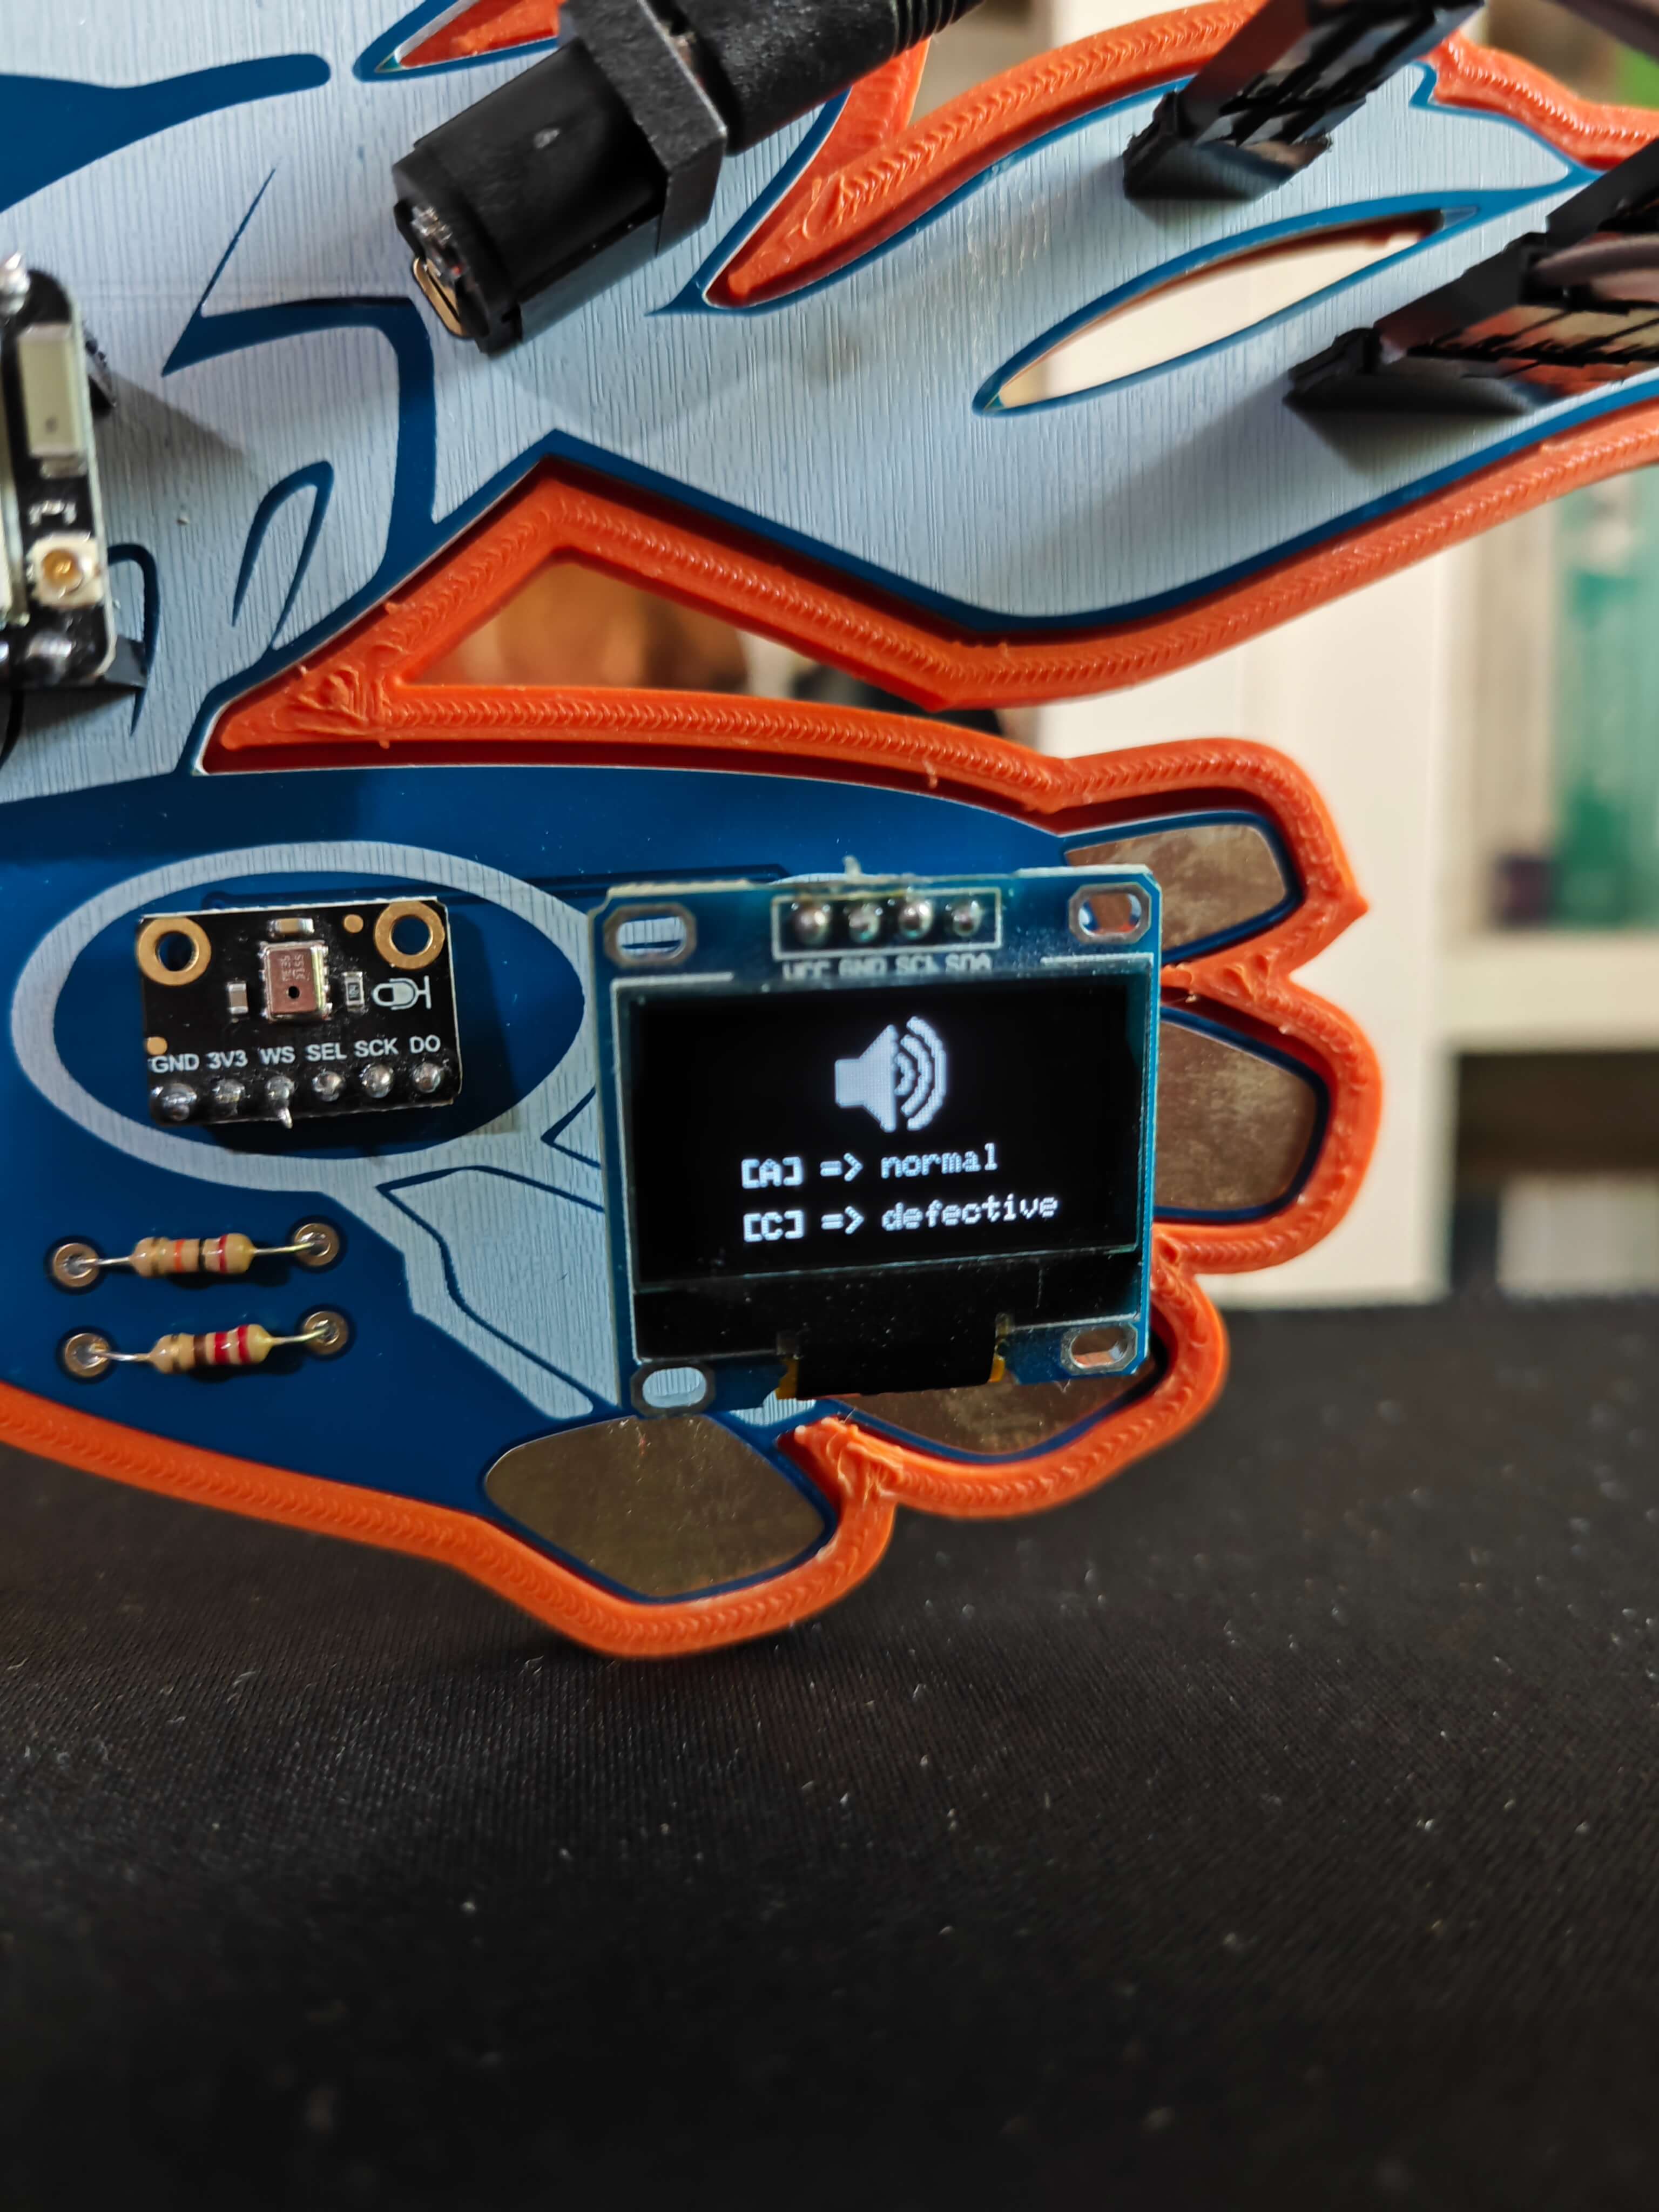 GND 3V3 WS SEL SCK DO
VCC GND SCL SDA
[A] => normal
[C] => defective